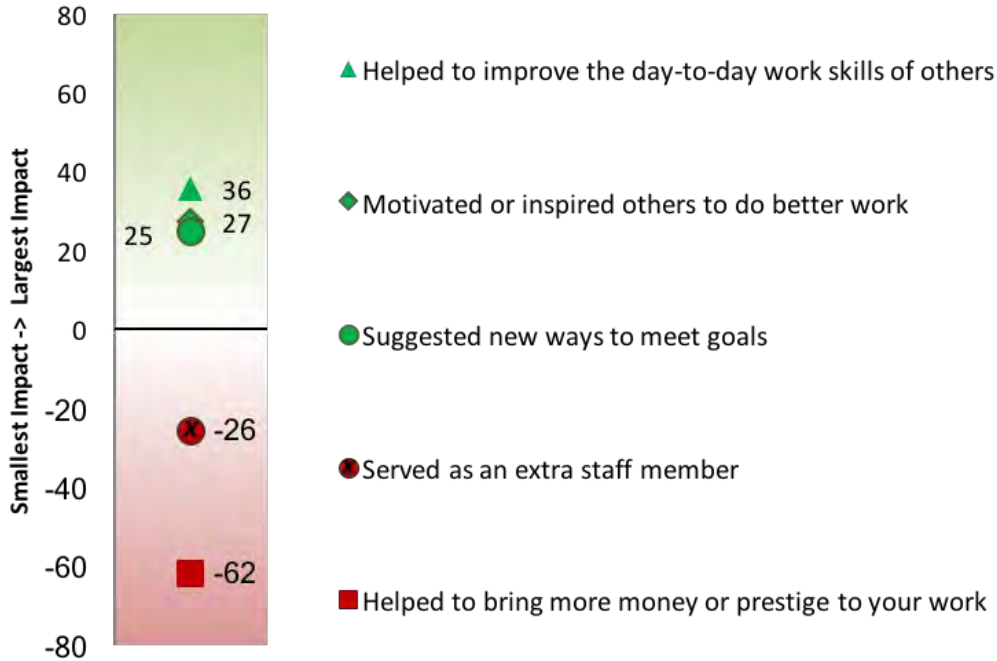 80
60
40
20
0
-20
-40
-60
-80
Smallest Impact -> Largest Impact
36
27
25
-26
-62
Helped to improve the day-to-day work skills of others
Motivated or inspired others to do better work
Suggested new ways to meet goals
Served as an extra staff member
Helped to bring more money or prestige to your work